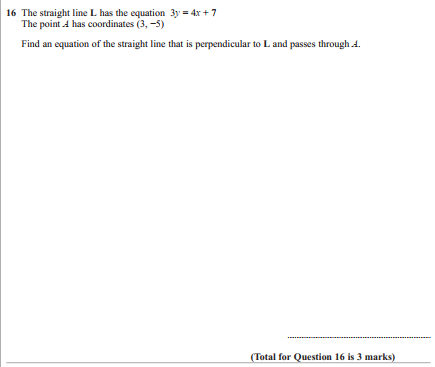 16 The straight line L has the equation 3y = 4x + 7
The point A has coordinates (3, −5)
Find an equation of the straight line that is perpendicular to L and passes through A.
(Total for Question 16 is 3 marks)